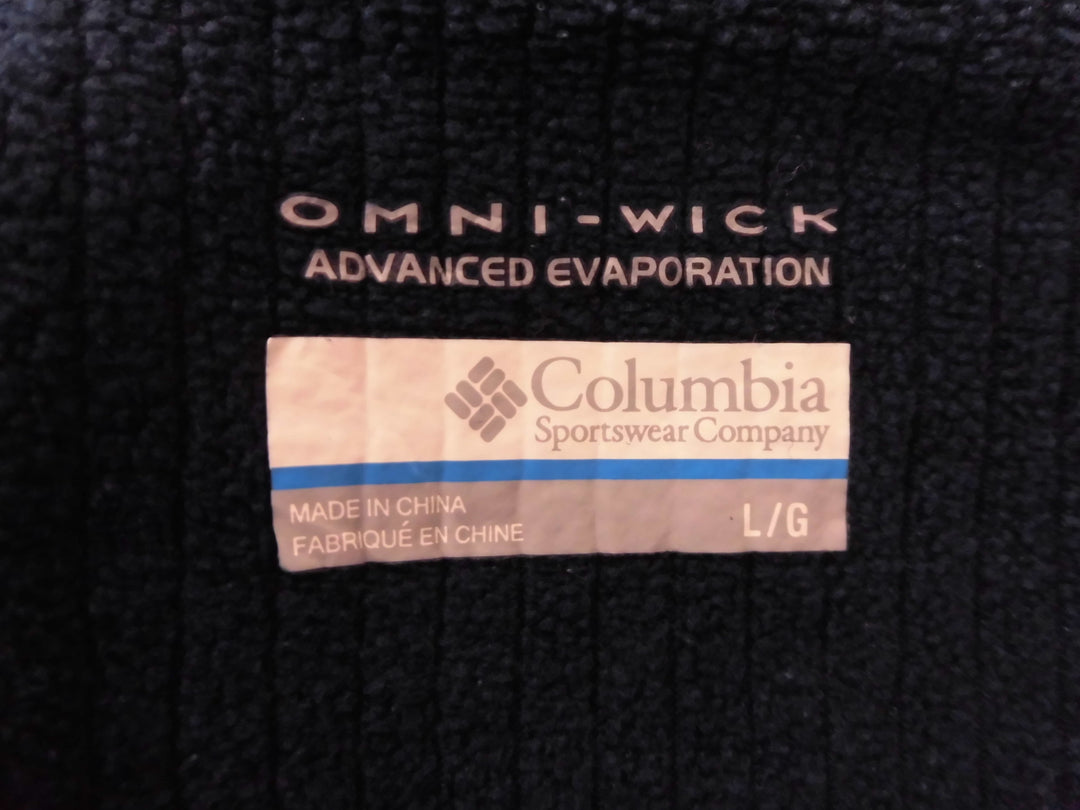 OMNI-WICK
ADVANCED EVAPORATION
Columbia
Sportswear Company
MADE IN CHINA
FABRIQUÉ EN CHINE
L/G